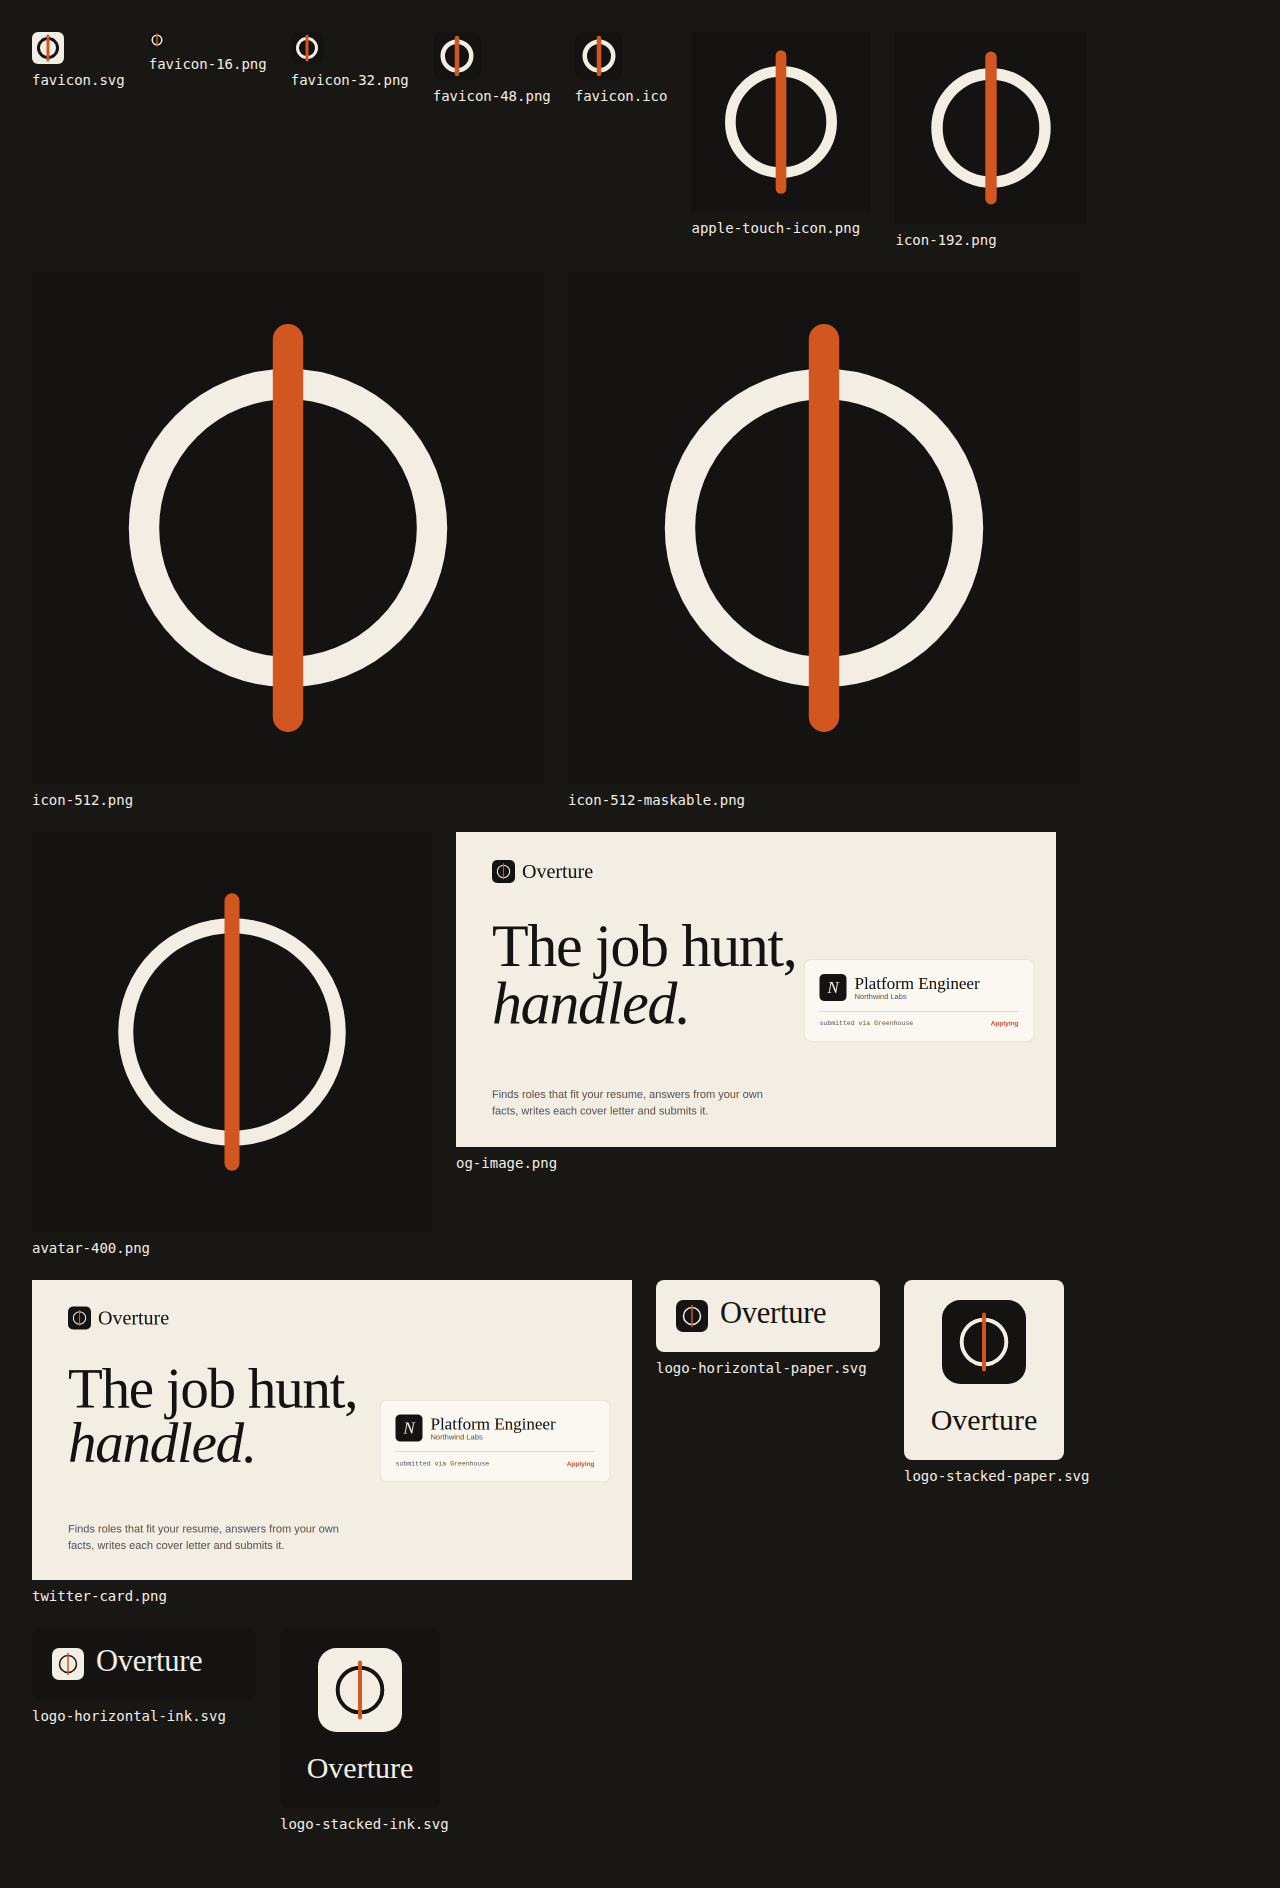 favicon.svg
favicon-16.png
favicon-32.png
favicon-48.png
favicon.ico
apple-touch-icon.png
icon-192.png
icon-512.png
icon-512-maskable.png
avatar-400.png
Overture
The job hunt,
handled.
N
Platform Engineer
Northwind Labs
submitted via Greenhouse
Applying
Finds roles that fit your resume, answers from your own
facts, writes each cover letter and submits it.
og-image.png
Overture
The job hunt,
handled.
N
Platform Engineer
Northwind Labs
submitted via Greenhouse
Applying
Finds roles that fit your resume, answers from your own
facts, writes each cover letter and submits it.
twitter-card.png
Overture
logo-horizontal-paper.svg
Overture
logo-stacked-paper.svg
Overture
logo-horizontal-ink.svg
Overture
logo-stacked-ink.svg